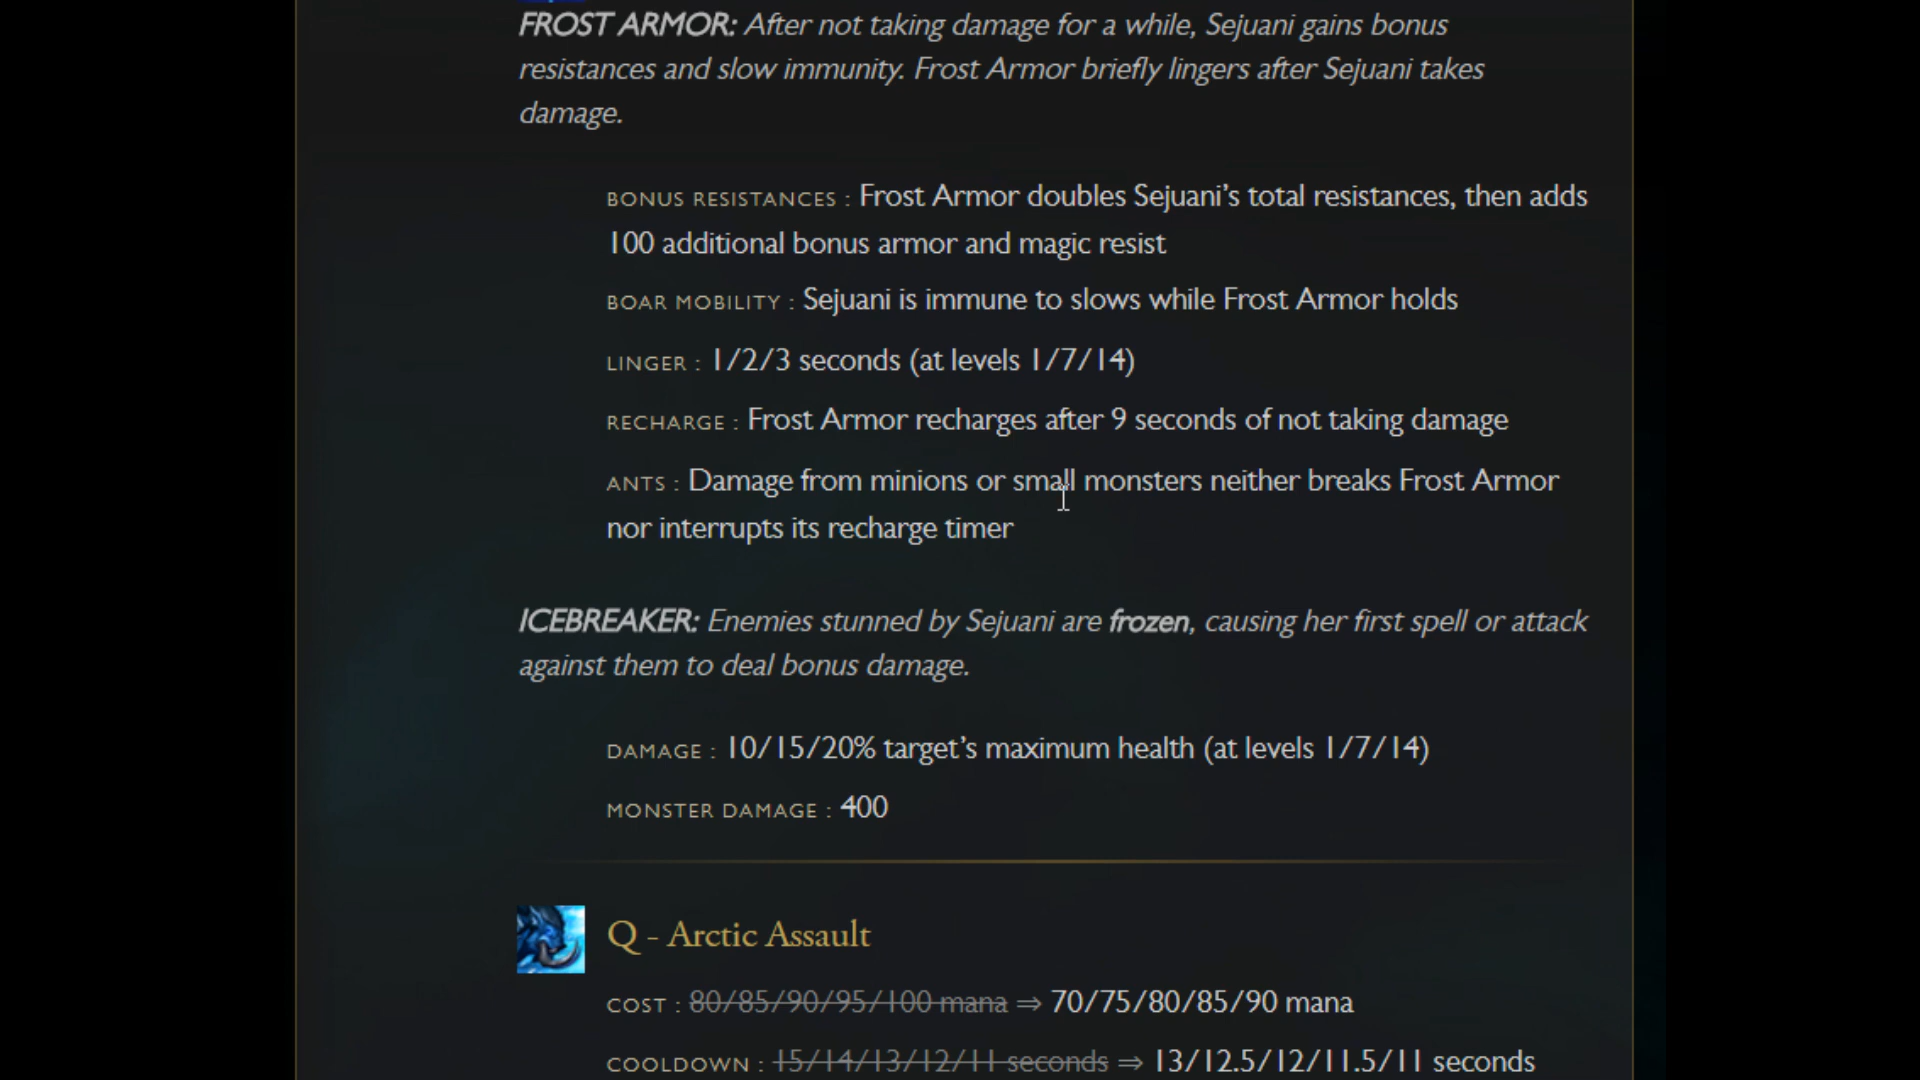 FROST ARMOR: After not taking damage for a while, Sejuani gains bonus
resistances and slow immunity. Frost Armor briefly lingers after Sejuani takes
damage.
BONUS RESISTANCES : Frost Armor doubles Sejuani’s total resistances, then adds
100 additional bonus armor and magic resist
BOAR MOBILITY : Sejuani is immune to slows while Frost Armor holds
LINGER : 1/2/3 seconds (at levels 1/7/14)
RECHARGE : Frost Armor recharges after 9 seconds of not taking damage
ANTS : Damage from minions or small monsters neither breaks Frost Armor
nor interrupts its recharge timer
ICEBREAKER: Enemies stunned by Sejuani are frozen, causing her first spell or attack
against them to deal bonus damage.
DAMAGE : 10/15/20% target’s maximum health (at levels 1/7/14)
MONSTER DAMAGE : 400
Q - Arctic Assault
COST : 80/85/90/95/100 mana ⇒ 70/75/80/85/90 mana
COOLDOWN : 15/14/13/12/11 seconds ⇒ 13/12.5/12/11.5/11 seconds